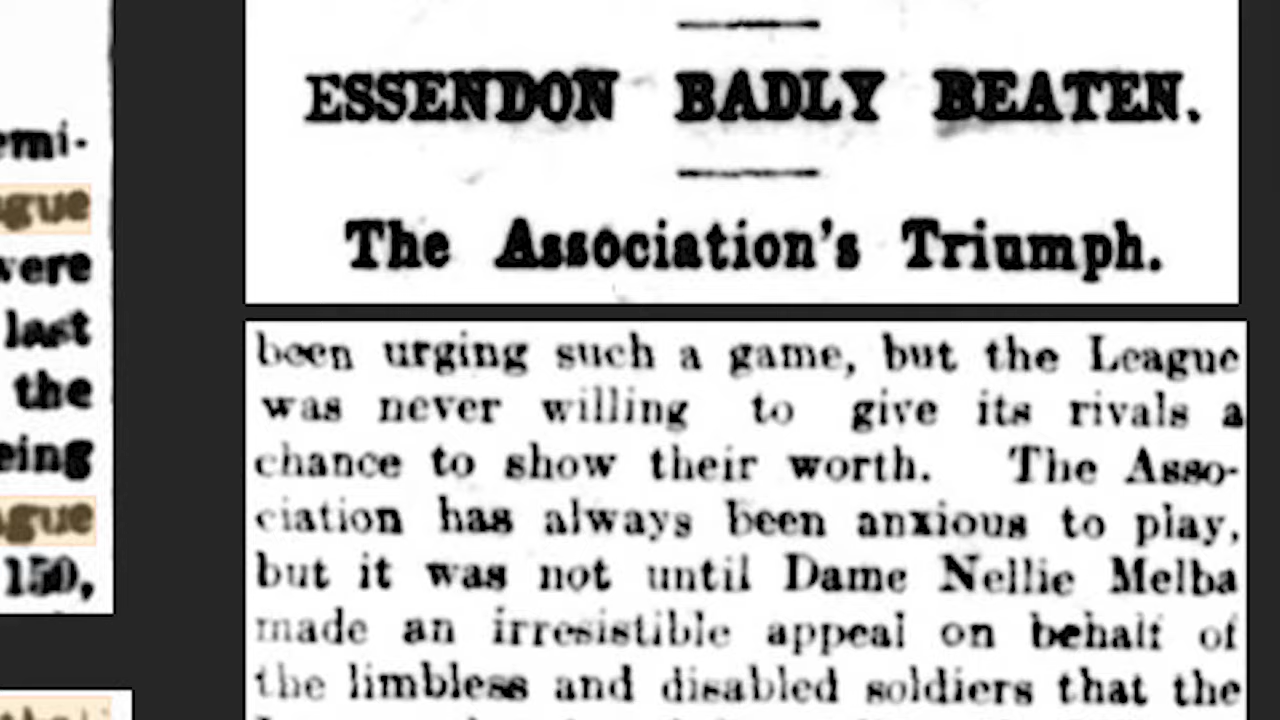 emi-
ague
were
last
the
eing
ague
150,
ESSENDON BADLY BEATEN.
The Association's Triumph.
been urging such a game, but the League
was never willing to give its rivals a
chance to show their worth. The Asso-
ciation has always been anxious to play,
but it was not until Dame Nellie Melba
made an irresistible appeal on behalf of
the limbless and disabled soldiers that the